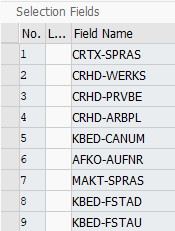 Selection Fields
No. L... Field Name
1 CRTX-SPRAS
2 CRHD-WERKS
3 CRHD-PRVBE
4 CRHD-ARBPL
5 KBED-CANUM
6 AFKO-AUFNR
7 MAKT-SPRAS
8 KBED-FSTAD
9 KBED-FSTAU